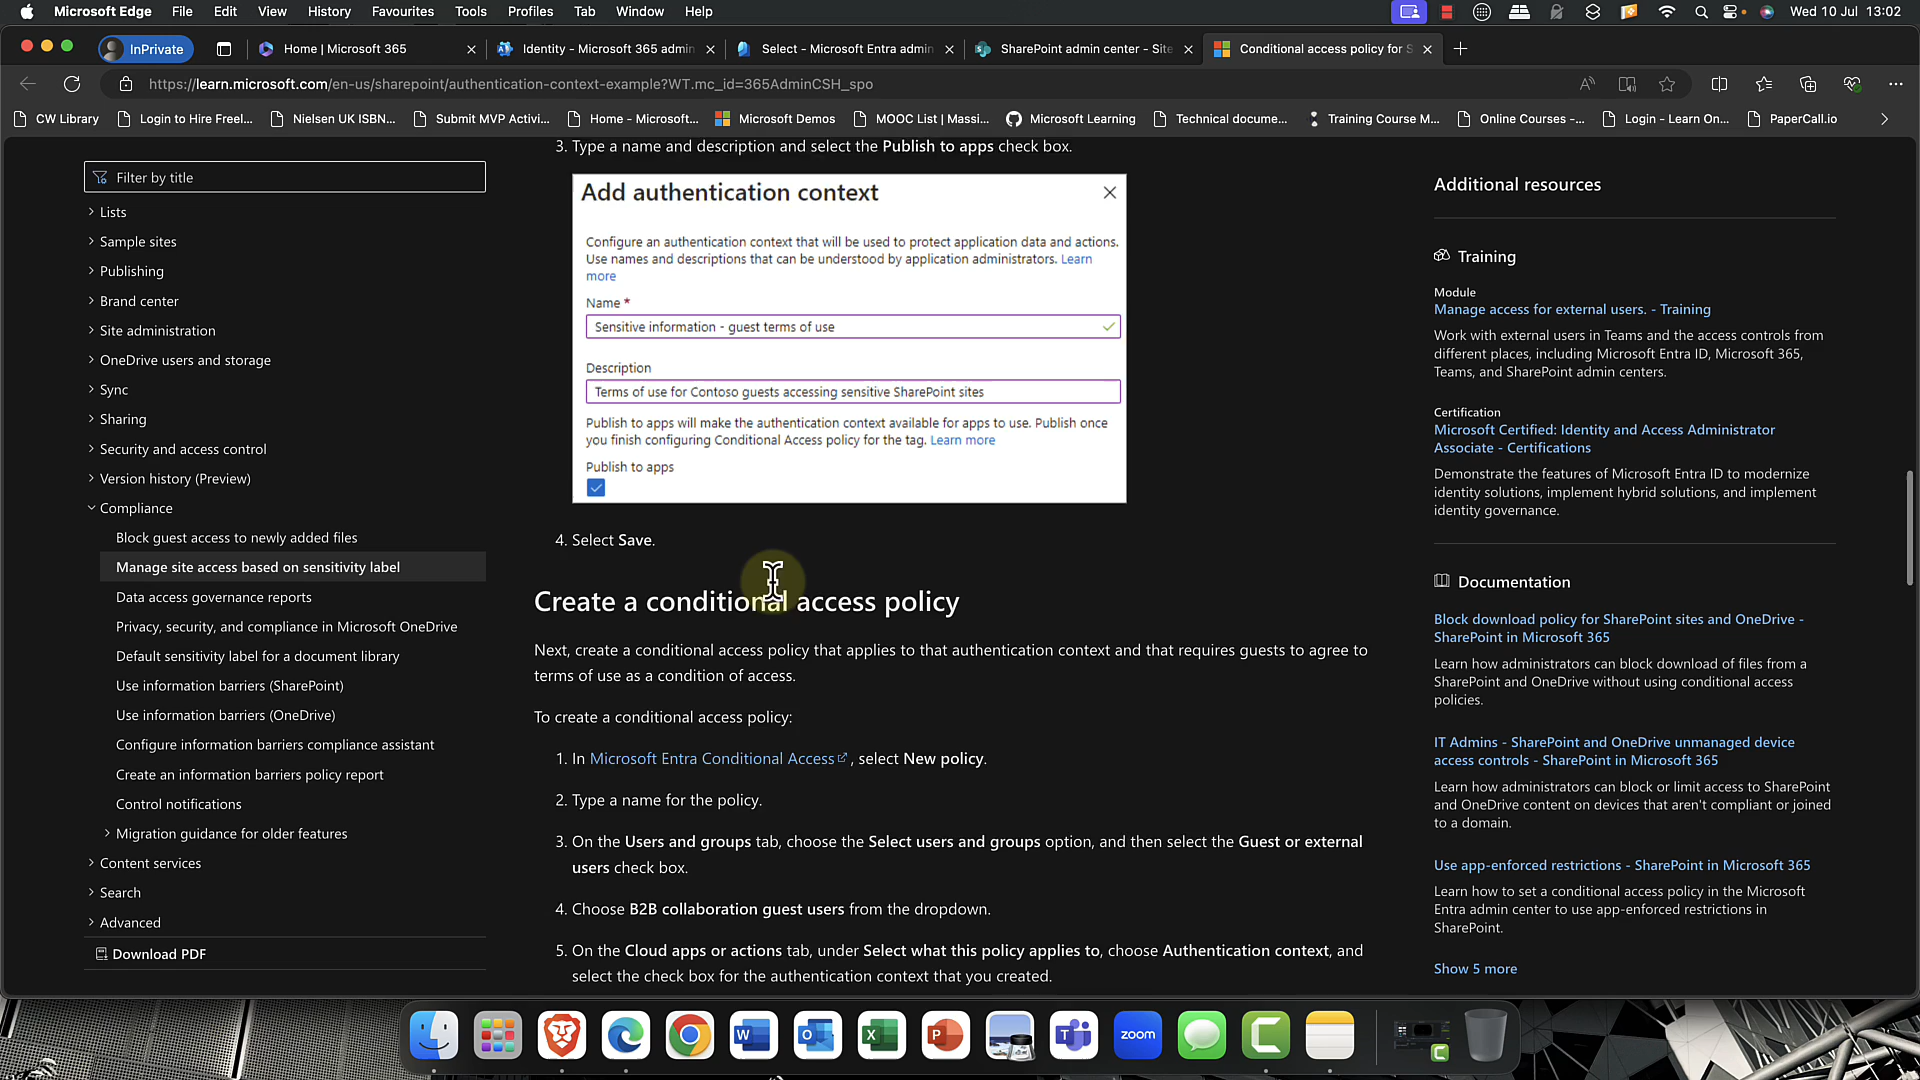 Microsoft Edge File Edit View History Favourites Tools Profiles Tab Window Help
Wed 10 Jul 13:02
InPrivate
Home | Microsoft 365
Identity - Microsoft 365 admin
Select - Microsoft Entra admin
SharePoint admin center - Site
Conditional access policy for S
https://learn.microsoft.com/en-us/sharepoint/authentication-context-example?WT.mc_id=365AdminCSH_spo
CW Library
Login to Hire Freel...
Nielsen UK ISBN...
Submit MVP Activi...
Home - Microsoft...
Microsoft Demos
MOOC List | Massi...
Microsoft Learning
Technical docume...
Training Course M...
Online Courses -...
Login - Learn On...
PaperCall.io
Filter by title
Lists
Sample sites
Publishing
Brand center
Site administration
OneDrive users and storage
Sync
Sharing
Security and access control
Version history (Preview)
Compliance
Block guest access to newly added files
Manage site access based on sensitivity label
Data access governance reports
Privacy, security, and compliance in Microsoft OneDrive
Default sensitivity label for a document library
Use information barriers (SharePoint)
Use information barriers (OneDrive)
Configure information barriers compliance assistant
Create an information barriers policy report
Control notifications
Migration guidance for older features
Content services
Search
Advanced
Download PDF
3. Type a name and description and select the Publish to apps check box.
Add authentication context
Configure an authentication context that will be used to protect application data and actions.
Use names and descriptions that can be understood by application administrators. Learn
more
Name *
Sensitive information - guest terms of use
Description
Terms of use for Contoso guests accessing sensitive SharePoint sites
Publish to apps will make the authentication context available for apps to use. Publish once
you finish configuring Conditional Access policy for the tag. Learn more
Publish to apps
4. Select Save.
Create a conditional access policy
Next, create a conditional access policy that applies to that authentication context and that requires guests to agree to
terms of use as a condition of access.
To create a conditional access policy:
1. In Microsoft Entra Conditional Access , select New policy.
2. Type a name for the policy.
3. On the Users and groups tab, choose the Select users and groups option, and then select the Guest or external
users check box.
4. Choose B2B collaboration guest users from the dropdown.
5. On the Cloud apps or actions tab, under Select what this policy applies to, choose Authentication context, and
select the check box for the authentication context that you created.
Additional resources
Training
Module
Manage access for external users. - Training
Work with external users in Teams and the access controls from
different places, including Microsoft Entra ID, Microsoft 365,
Teams, and SharePoint admin centers.
Certification
Microsoft Certified: Identity and Access Administrator
Associate - Certifications
Demonstrate the features of Microsoft Entra ID to modernize
identity solutions, implement hybrid solutions, and implement
identity governance.
Documentation
Block download policy for SharePoint sites and OneDrive -
SharePoint in Microsoft 365
Learn how administrators can block download of files from a
SharePoint and OneDrive without using conditional access
policies.
IT Admins - SharePoint and OneDrive unmanaged device
access controls - SharePoint in Microsoft 365
Learn how administrators can block or limit access to SharePoint
and OneDrive content on devices that aren't compliant or joined
to a domain.
Use app-enforced restrictions - SharePoint in Microsoft 365
Learn how to set a conditional access policy in the Microsoft
Entra admin center to use app-enforced restrictions in
SharePoint.
Show 5 more
zoom